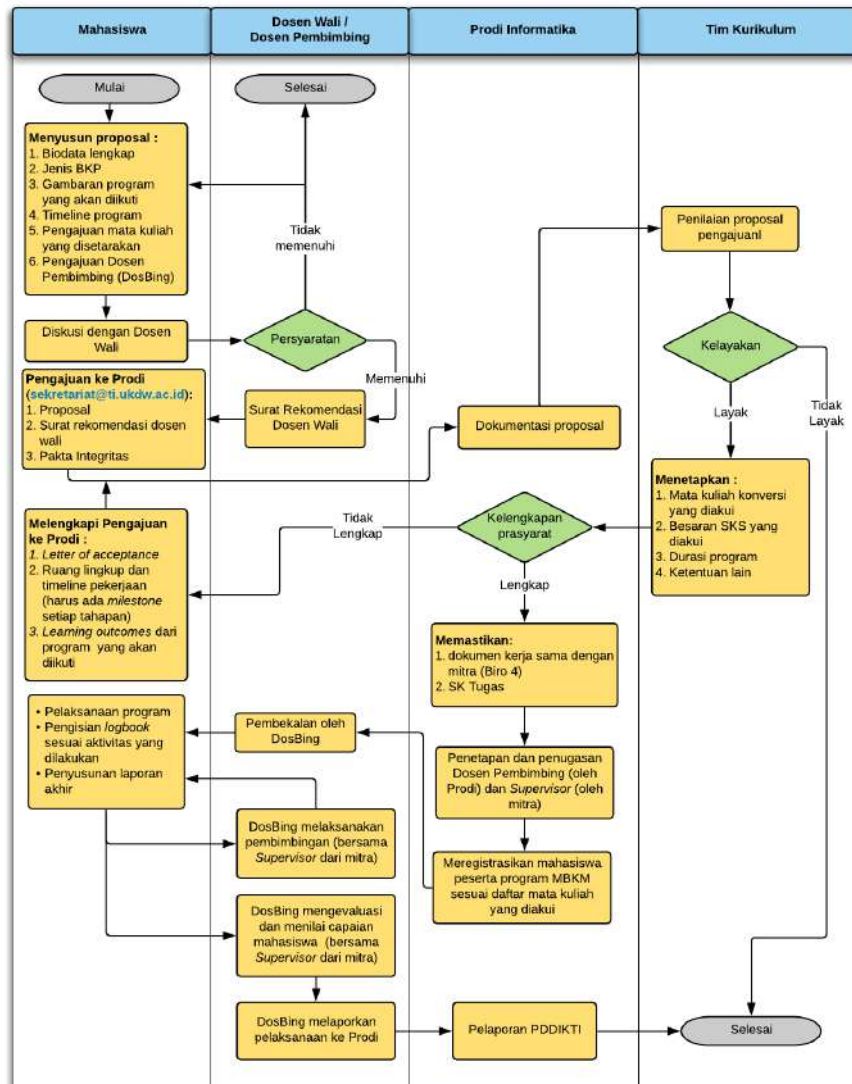 Mahasiswa
Dosen Wali /
Dosen Pembimbing
Prodi Informatika
Tim Kurikulum
Mulai
Selesai
Menyusun proposal :
1. Biodata lengkap
2. Jenis BKP
3. Gambaran program
yang akan diikuti
4. Timeline program
5. Pengajuan mata kuliah
yang disetarakan
6. Pengajuan Dosen
Pembimbing (DosBing)
Tidak
memenuhi
Penilaian proposal
pengajuanl
Diskusi dengan Dosen
Wali
Persyaratan
Kelayakan
Memenuhi
Pengajuan ke Prodi
(sekretariat@ti.ukdw.ac.id):
1. Proposal
2. Surat rekomendasi dosen
wali
3. Pakta Integritas
Surat Rekomendasi
Dosen Wali
Dokumentasi proposal
Layak
Tidak
Layak
Menetapkan :
1. Mata kuliah konversi
yang diakui
2. Besaran SKS yang
diakui
3. Durasi program
4. Ketentuan lain
Kelengkapan
prasyarat
Tidak
Lengkap
Lengkap
Melengkapi Pengajuan
ke Prodi :
1. Letter of acceptance
2. Ruang lingkup dan
timeline pekerjaan
(harus ada milestone
setiap tahapan)
3. Learning outcomes dari
program yang akan
diikuti
Memastikan:
1. dokumen kerja sama dengan
mitra (Biro 4)
2. SK Tugas
• Pelaksanaan program
• Pengisian logbook
sesuai aktivitas yang
dilakukan
• Penyusunan laporan
akhir
Pembekalan oleh
DosBing
Penetapan dan penugasan
Dosen Pembimbing (oleh
Prodi) dan Supervisor (oleh
mitra)
DosBing melaksanakan
pembimbingan (bersama
Supervisor dari mitra)
Meregistrasikan mahasiswa
peserta program MBKM
sesuai daftar mata kuliah
yang diakui
DosBing mengevaluasi
dan menilai capaian
mahasiswa (bersama
Supervisor dari mitra)
DosBing melaporkan
pelaksanaan ke Prodi
Pelaporan PDDIKTI
Selesai